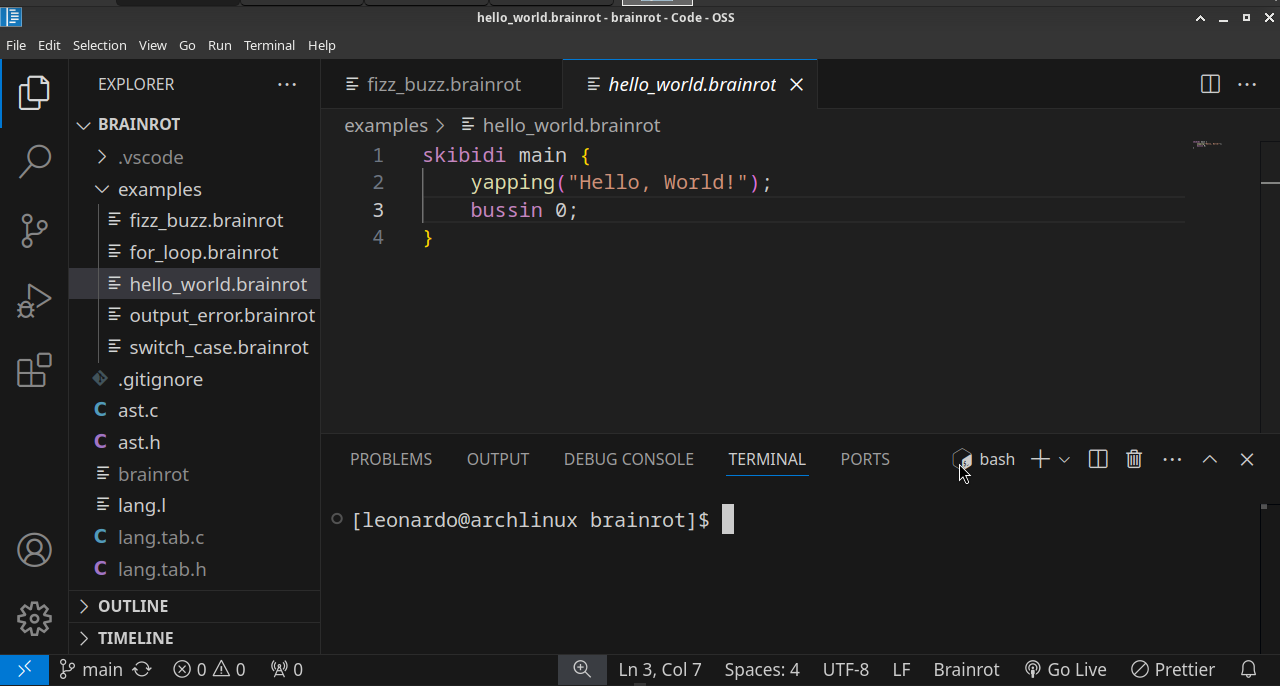 hello_world.brainrot - brainrot - Code - OSS
File Edit Selection View Go Run Terminal Help
EXPLORER
BRAINROT
.vscode
examples
fizz_buzz.brainrot
for_loop.brainrot
hello_world.brainrot
output_error.brainrot
switch_case.brainrot
.gitignore
C ast.c
C ast.h
brainrot
lang.l
lang.tab.c
lang.tab.h
OUTLINE
TIMELINE
fizz_buzz.brainrot hello_world.brainrot
examples > hello_world.brainrot
1 skibidi main {
2 yapping("Hello, World!");
3 bussin 0;
4 }
PROBLEMS OUTPUT DEBUG CONSOLE TERMINAL PORTS bash
[leonardo@archlinux brainrot]$
main 0 0 0 Ln 3, Col 7 Spaces: 4 UTF-8 LF Brainrot Go Live Prettier